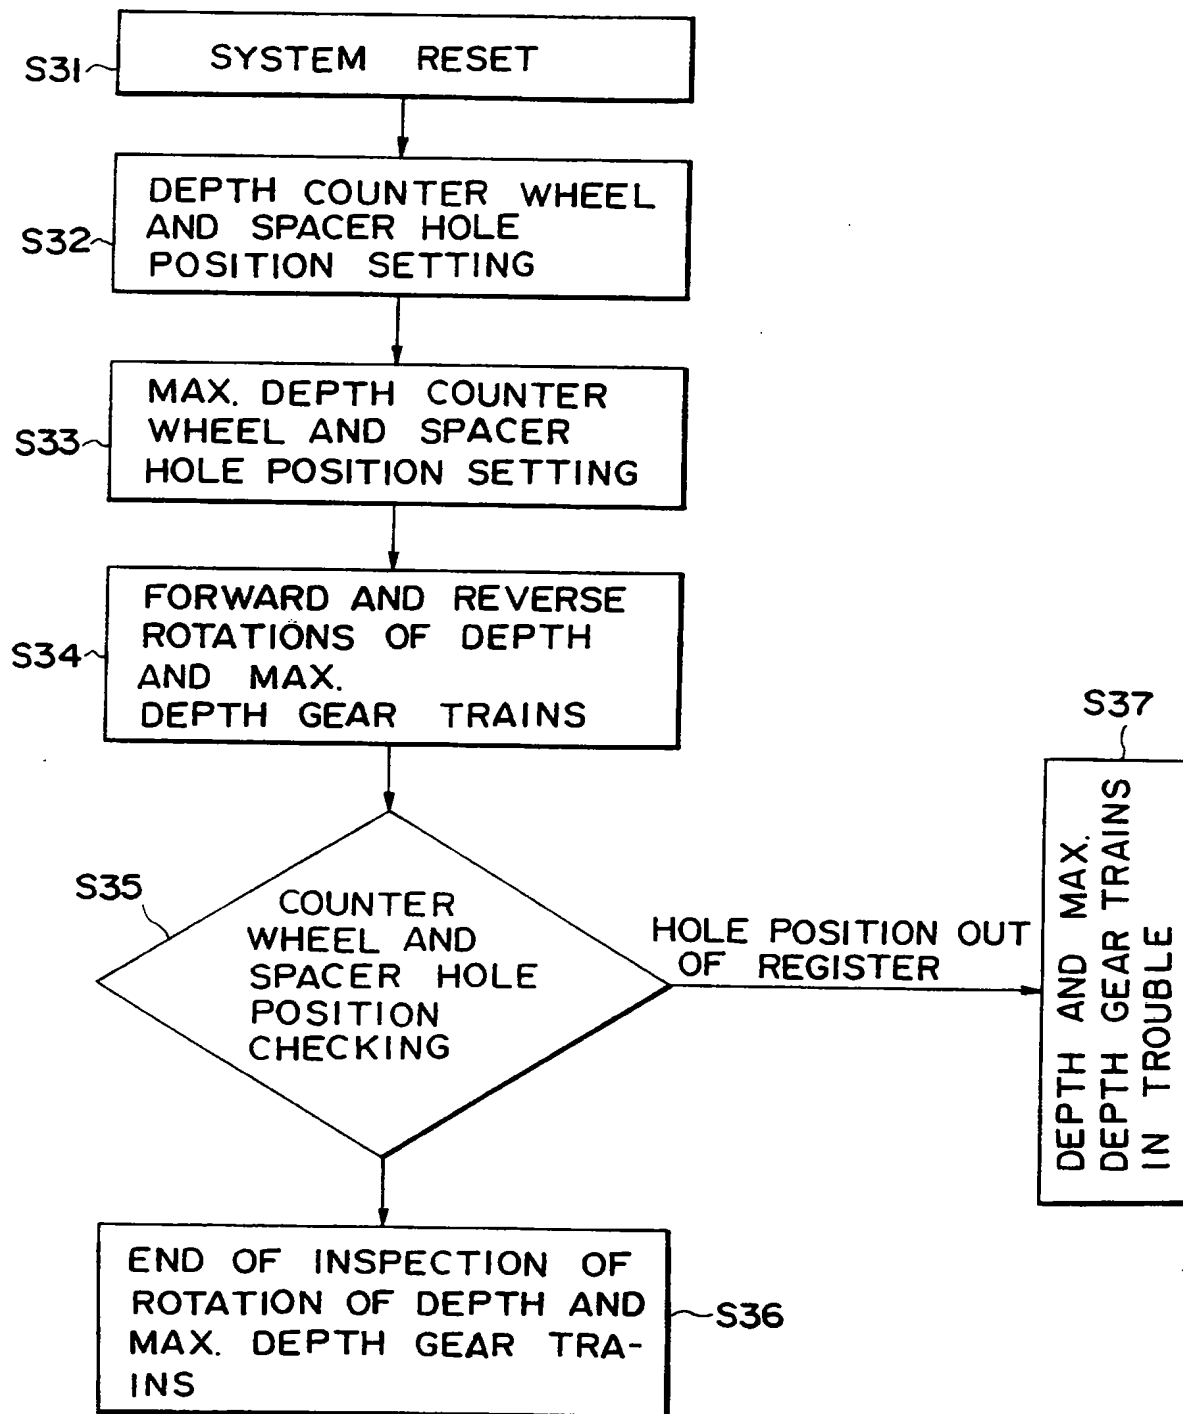 S31
SYSTEM RESET
S32
DEPTH COUNTER WHEEL
AND SPACER HOLE
POSITION SETTING
S33
MAX. DEPTH COUNTER
WHEEL AND SPACER
HOLE POSITION SETTING
S34
FORWARD AND REVERSE
ROTATIONS OF DEPTH
AND MAX.
DEPTH GEAR TRAINS
S35
COUNTER
WHEEL AND
SPACER HOLE
POSITION
CHECKING
HOLE POSITION OUT
OF REGISTER
S37
DEPTH AND MAX.
DEPTH GEAR TRAINS
IN TROUBLE
END OF INSPECTION OF
ROTATION OF DEPTH AND
MAX. DEPTH GEAR TRA-
INS
S36